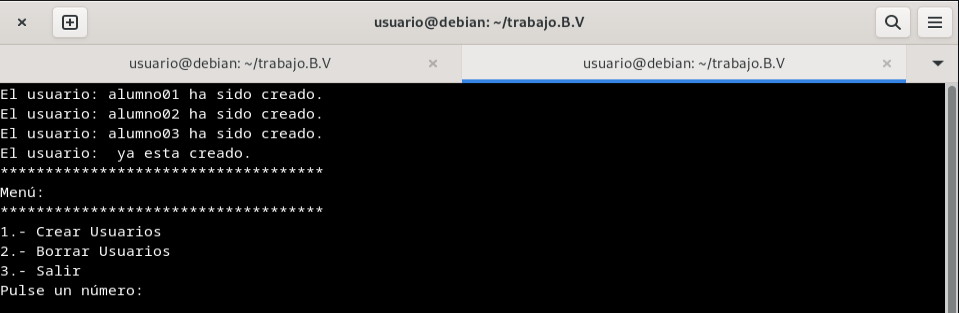 usuario@debian: ~/trabajo.B.V
usuario@debian: ~/trabajo.B.V
usuario@debian: ~/trabajo.B.V
El usuario: alumno01 ha sido creado.
El usuario: alumno02 ha sido creado.
El usuario: alumno03 ha sido creado.
El usuario:  ya esta creado.
************************************
Menú:
************************************
1.- Crear Usuarios
2.- Borrar Usuarios
3.- Salir
Pulse un número: